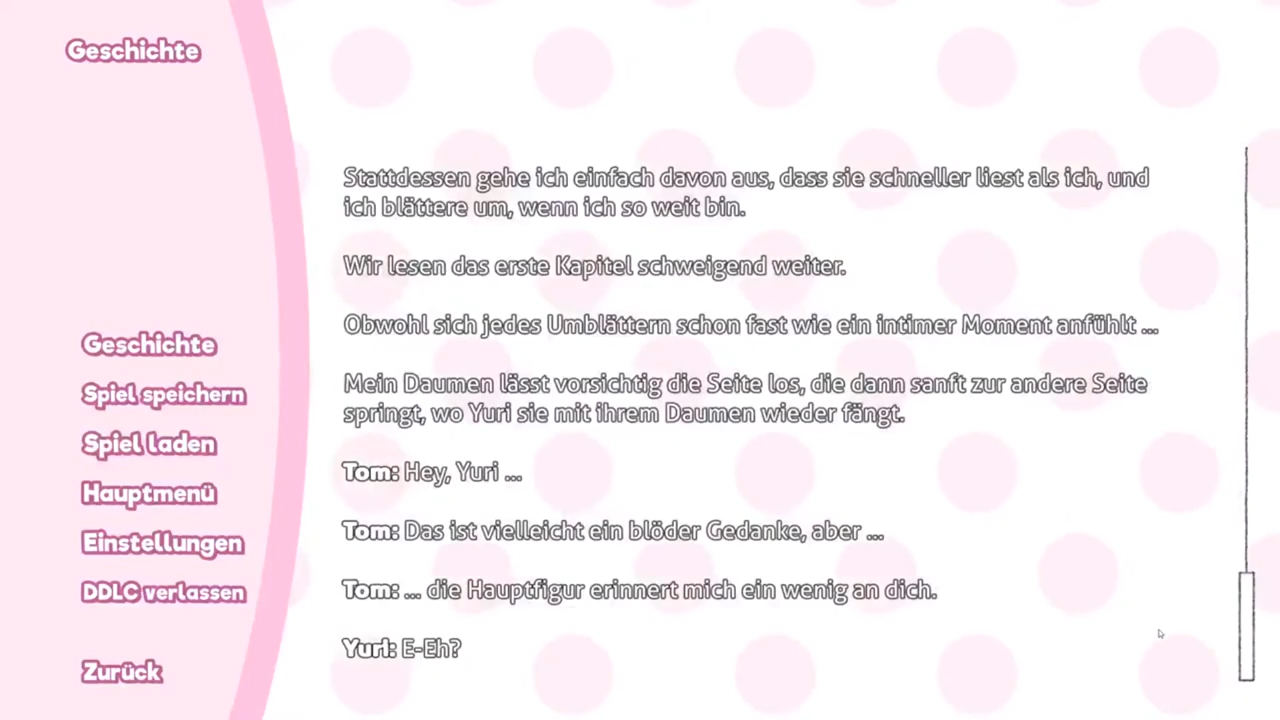 Geschichte
Stattdessen gehe ich einfach davon aus, dass sie schneller liest als ich, und
ich blättere um, wenn ich so weit bin.
Wir lesen das erste Kapitel schweigend weiter.
Obwohl sich jedes Umblättern schon fast wie ein intimer Moment anfühlt ...
Mein Daumen lässt vorsichtig die Seite los, die dann sanft zur andere Seite
springt, wo Yuri sie mit ihrem Daumen wieder fängt.
Tom: Hey, Yuri ...
Tom: Das ist vielleicht ein blöder Gedanke, aber ...
Tom: ... die Hauptfigur erinnert mich ein wenig an dich.
Yuri: E-Eh?
Geschichte
Spiel speichern
Spiel laden
Hauptmenü
Einstellungen
DDLC verlassen
Zurück